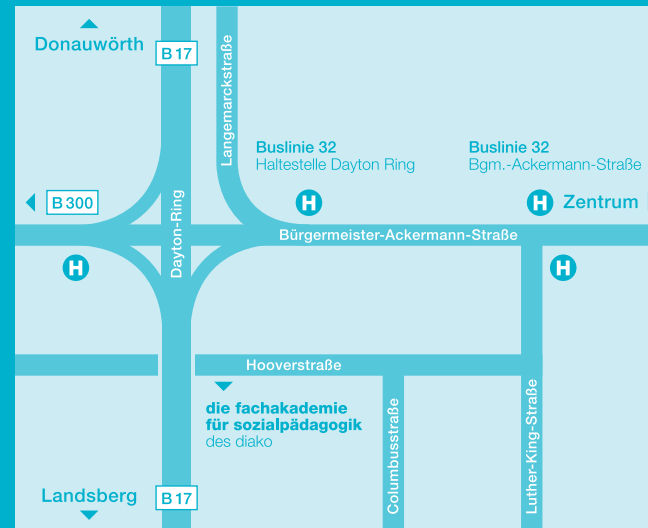 Donauwörth
B 17
Langemarckstraße
Buslinie 32
Haltestelle Dayton Ring
Buslinie 32
Bgm.-Ackermann-Straße
B 300
H
H
Zentrum
Dayton-Ring
Bürgermeister-Ackermann-Straße
H
H
Hooverstraße
die fachakademie
für sozialpädagogik
des diako
Columbusstraße
Luther-King-Straße
Landsberg
B 17